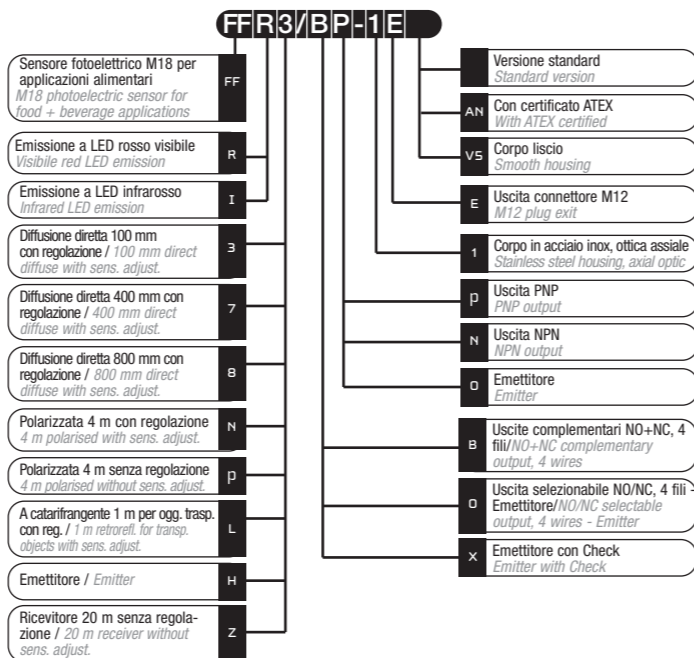 FFR3/BP-1E
Sensore fotoelettrico M18 per
applicazioni alimentari
M18 photoelectric sensor for
food + beverage applications
FF
Emissione a LED rosso visibile
Visibile red LED emission
R
Emissione a LED infrarosso
Infrared LED emission
I
Diffusione diretta 100 mm
con regolazione / 100 mm direct
diffuse with sens. adjust.
3
Diffusione diretta 400 mm con
regolazione / 400 mm direct
diffuse with sens. adjust.
7
Diffusione diretta 800 mm con
regolazione / 800 mm direct
diffuse with sens. adjust.
8
Polarizzata 4 m con regolazione
4 m polarised with sens. adjust.
N
Polarizzata 4 m senza regolazione
4 m polarised without sens. adjust.
P
A catarifrangente 1 m per ogg. trasp.
con reg. / 1 m retrorefl. for transp.
objects with sens. adjust.
L
Emettitore / Emitter
H
Ricevitore 20 m senza regola-
zione / 20 m receiver without
sens. adjust.
Z
Versione standard
Standard version
AN
Con certificato ATEX
With ATEX certified
VS
Corpo liscio
Smooth housing
E
Uscita connettore M12
M12 plug exit
1
Corpo in acciaio inox, ottica assiale
Stainless steel housing, axial optic
P
Uscita PNP
PNP output
N
Uscita NPN
NPN output
0
Emettitore
Emitter
B
Uscite complementari NO+NC, 4
fili/NO+NC complementary
output, 4 wires
0
Uscita selezionabile NO/NC, 4 fili -
Emettitore/NO/NC selectable
output, 4 wires - Emitter
X
Emettitore con Check
Emitter with Check